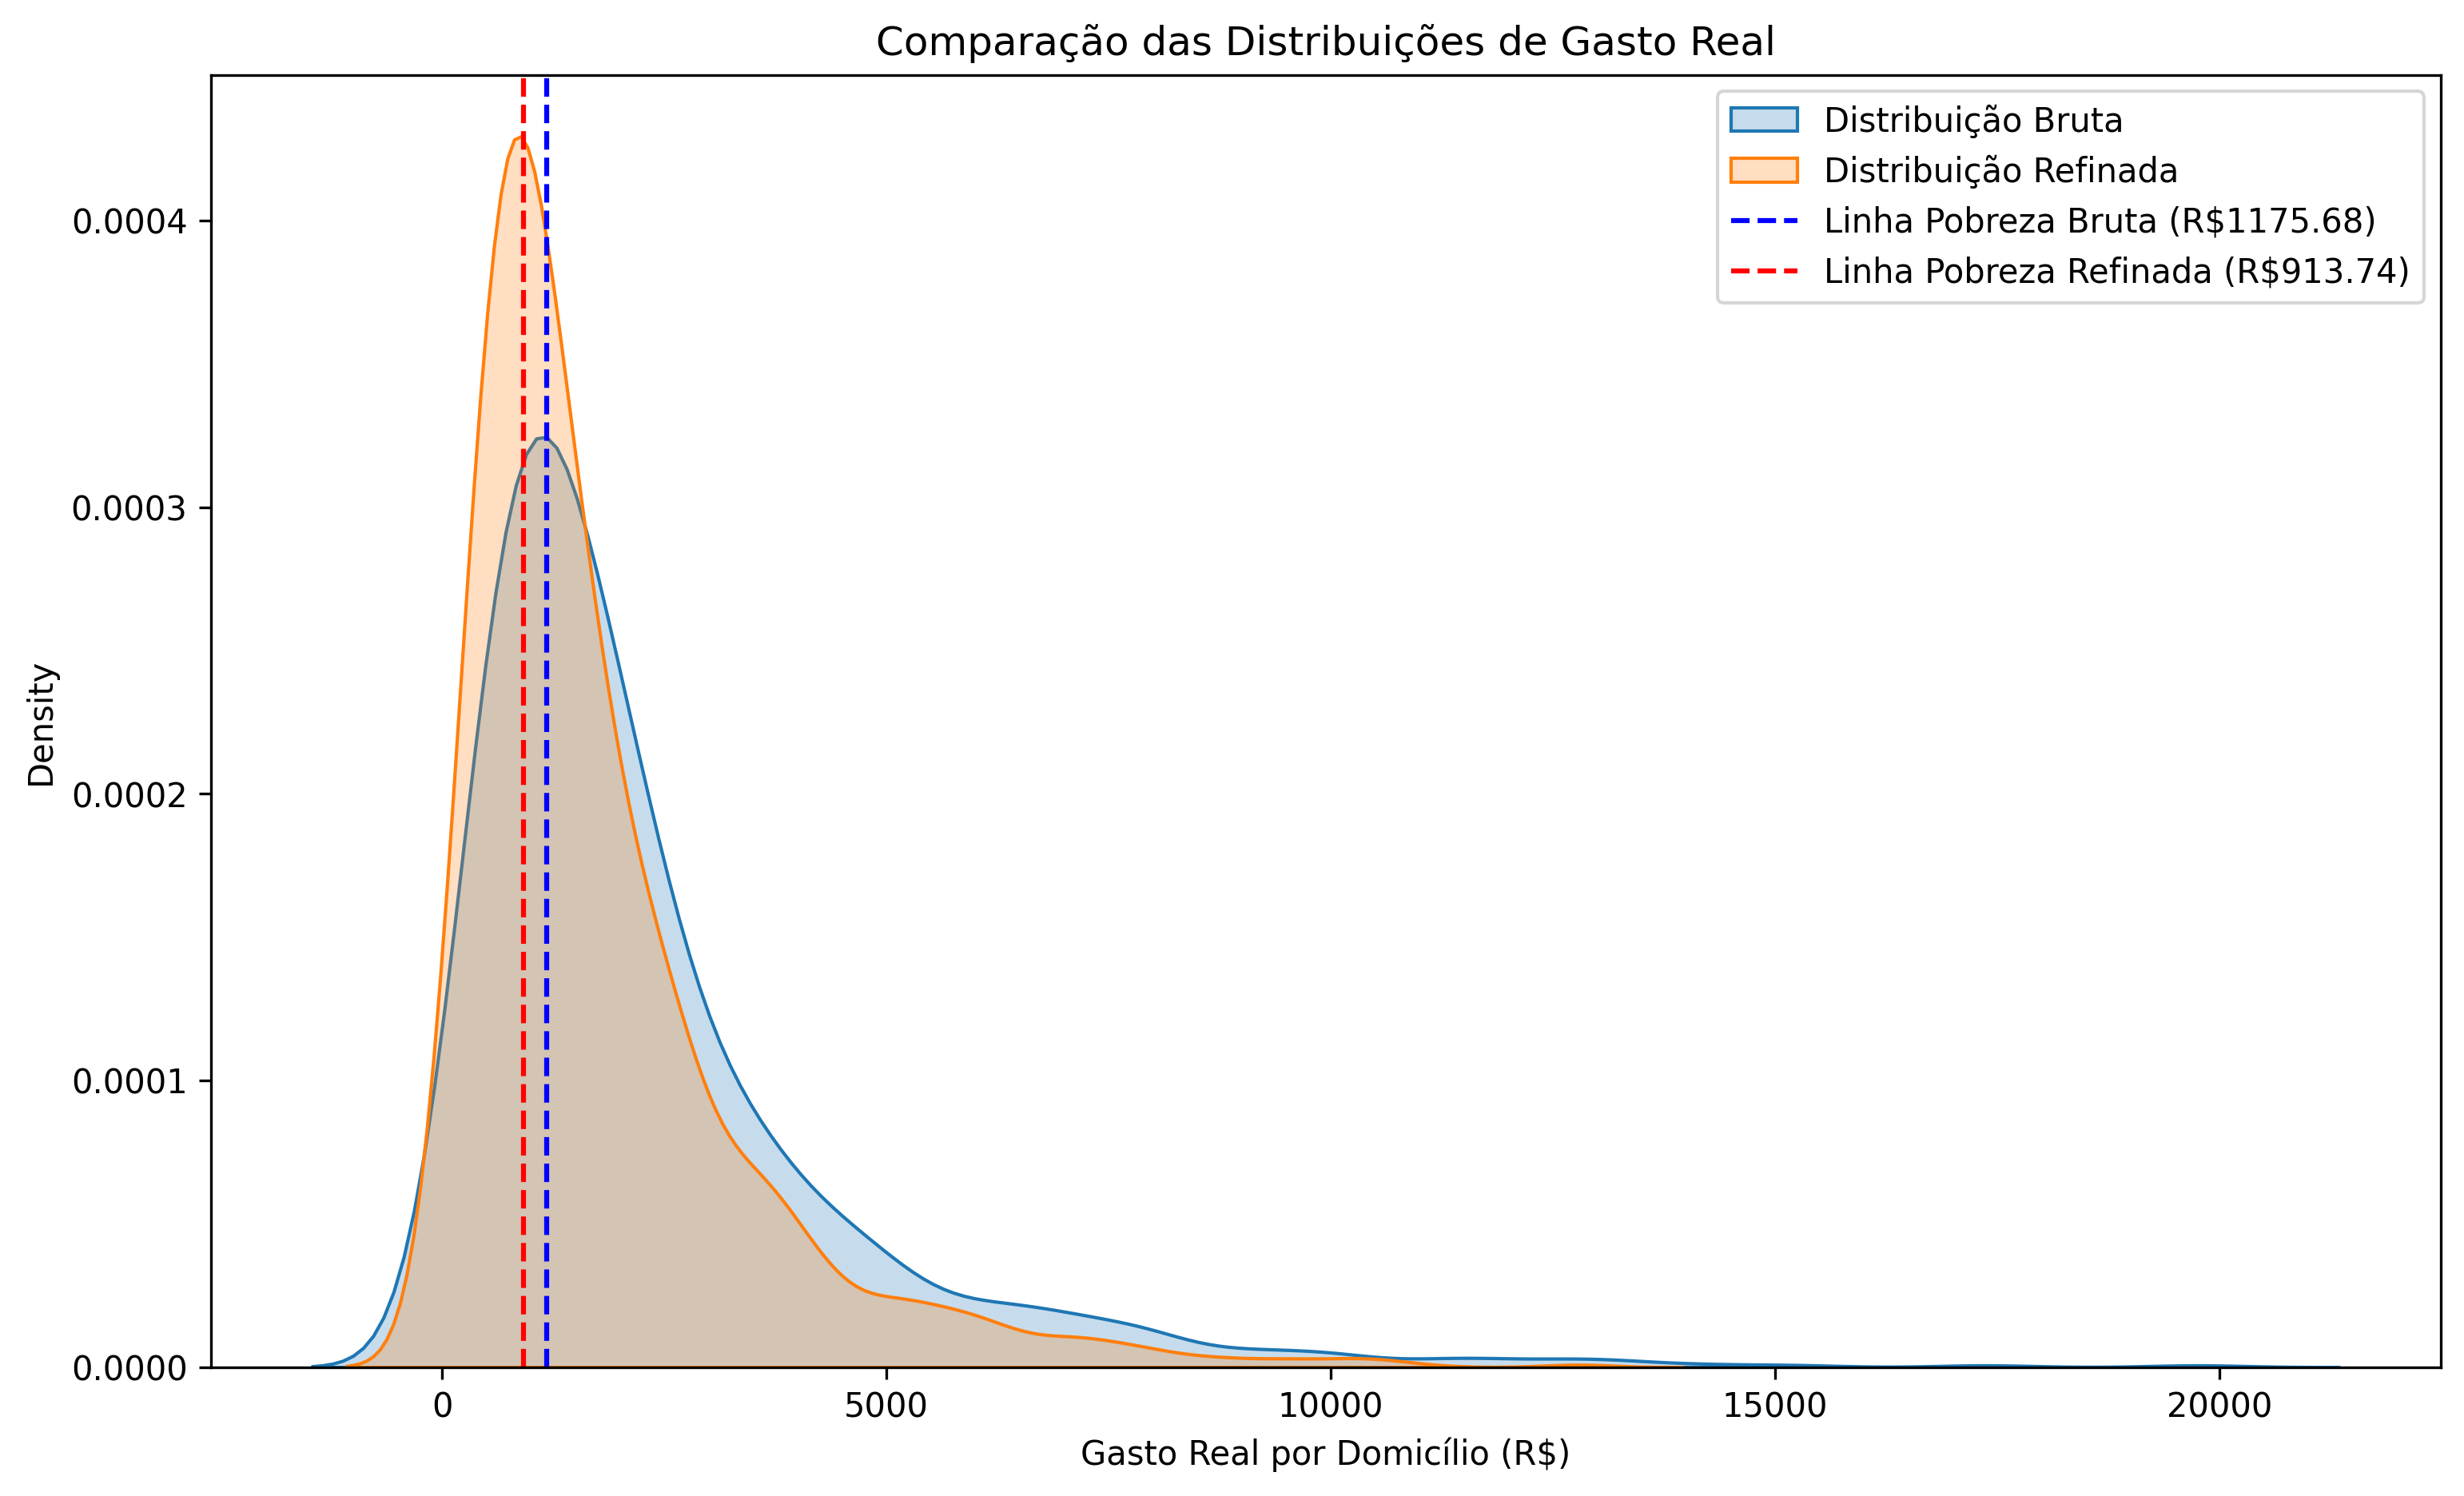 Comparação das Distribuições de Gasto Real
Distribuição Bruta
Distribuição Refinada
Linha Pobreza Bruta (R$1175.68)
Linha Pobreza Refinada (R$913.74)
Density
0.0004
0.0003
0.0002
0.0001
0.0000
0 5000 10000 15000 20000
Gasto Real por Domicílio (R$)